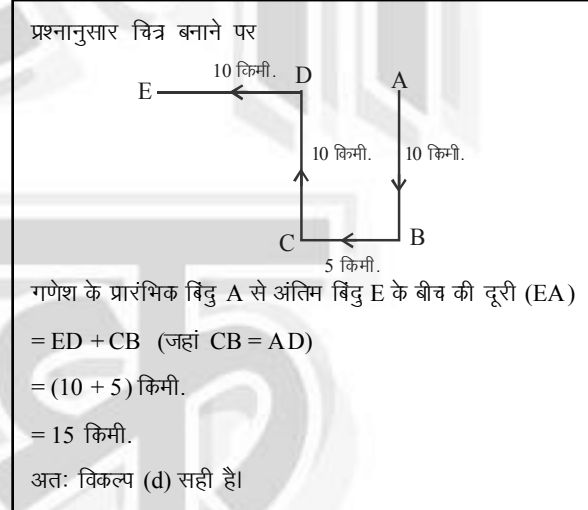 प्रश्नानुसार चित्र बनाने पर
10 किमी. D A
E
10 किमी. 10 किमी.
C B
5 किमी.
गणेश के प्रारंभिक बिंदु A से अंतिम बिंदु E के बीच की दूरी (EA)
= ED + CB (जहां CB = AD)
= (10 + 5) किमी.
= 15 किमी.
अतः विकल्प (d) सही है।